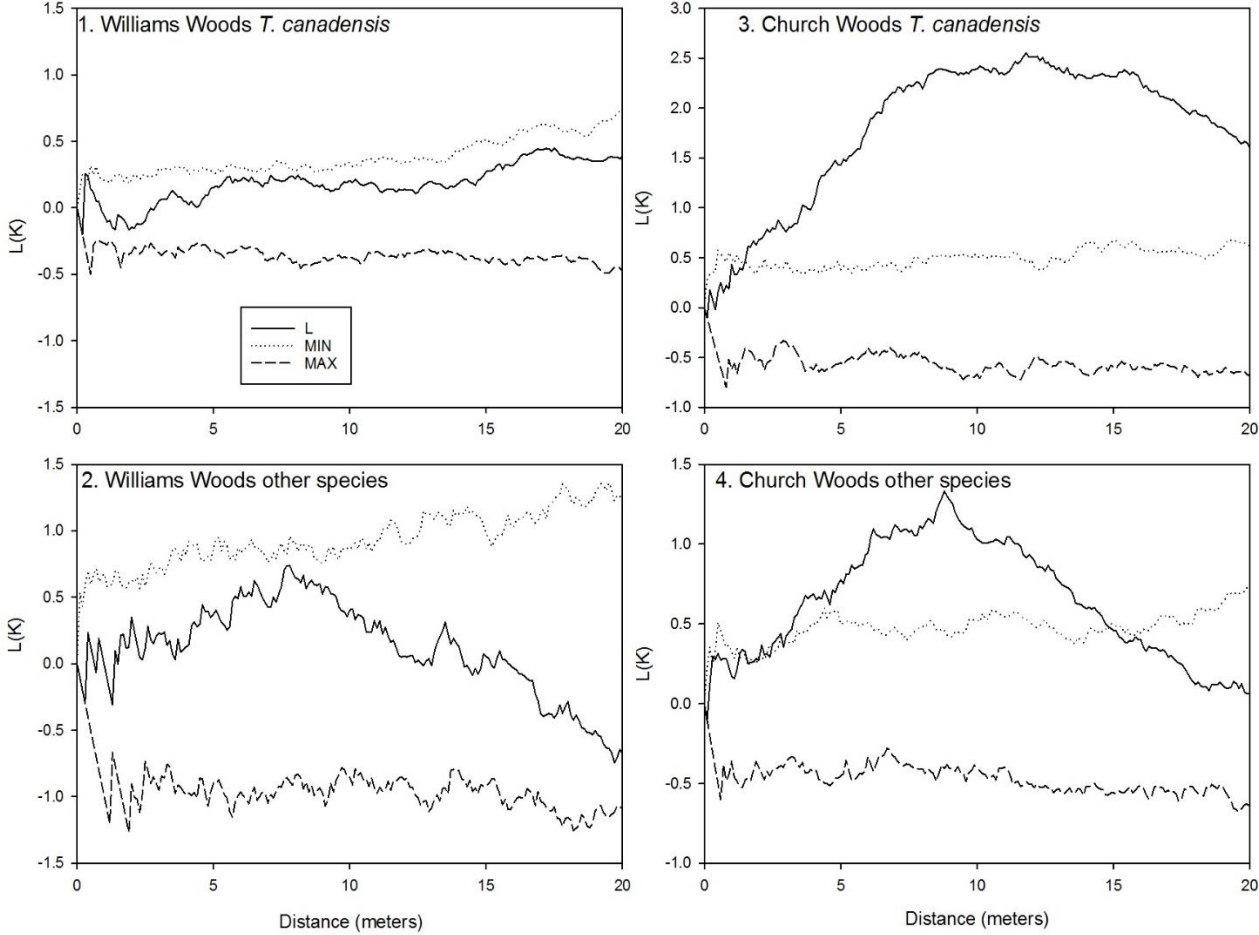 1. Williams Woods T. canadensis
1.5
1.0
0.5
0.0
-0.5
-1.0
-1.5
L(K)
0 5 10 15 20
L
MIN
MAX
3. Church Woods T. canadensis
3.0
2.5
2.0
1.5
1.0
0.5
0.0
-0.5
-1.0
L(K)
0 5 10 15 20
2. Williams Woods other species
1.5
1.0
0.5
0.0
-0.5
-1.0
-1.5
L(K)
0 5 10 15 20
Distance (meters)
4. Church Woods other species
1.5
1.0
0.5
0.0
-0.5
-1.0
L(K)
0 5 10 15 20
Distance (meters)